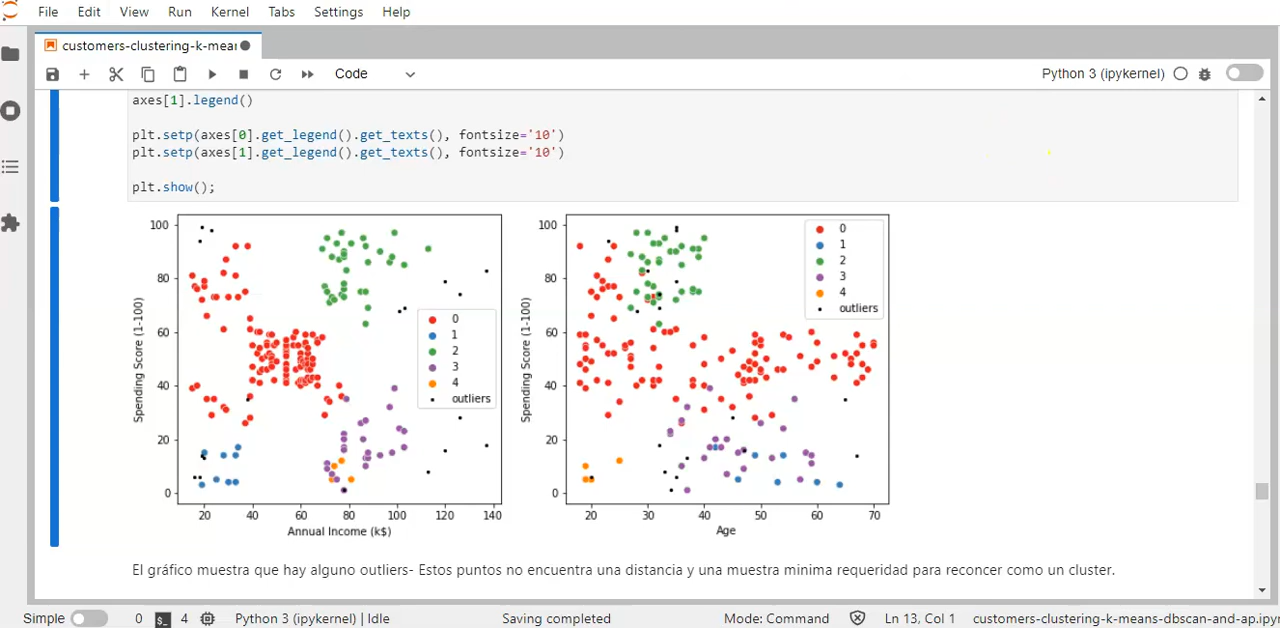 File Edit View Run Kernel Tabs Settings Help
customers-clustering-k-mear
Code
Python 3 (ipykernel)
axes[1].legend()
plt.setp(axes[0].get_legend().get_texts(), fontsize='10')
plt.setp(axes[1].get_legend().get_texts(), fontsize='10')
plt.show();
100
80
60
40
20
0
Spending Score (1-100)
20 40 60 80 100 120 140
Annual Income (k$)
0
1
2
3
4
outliers
100
80
60
40
20
0
Spending Score (1-100)
20 30 40 50 60 70
Age
0
1
2
3
4
outliers
El gráfico muestra que hay alguno outliers- Estos puntos no encuentra una distancia y una muestra minima requeridad para reconcer como un cluster.
Simple 0 $_ 4 Python 3 (ipykernel) | Idle Saving completed Mode: Command Ln 13, Col 1 customers-clustering-k-means-dbscan-and-ap.ipyn